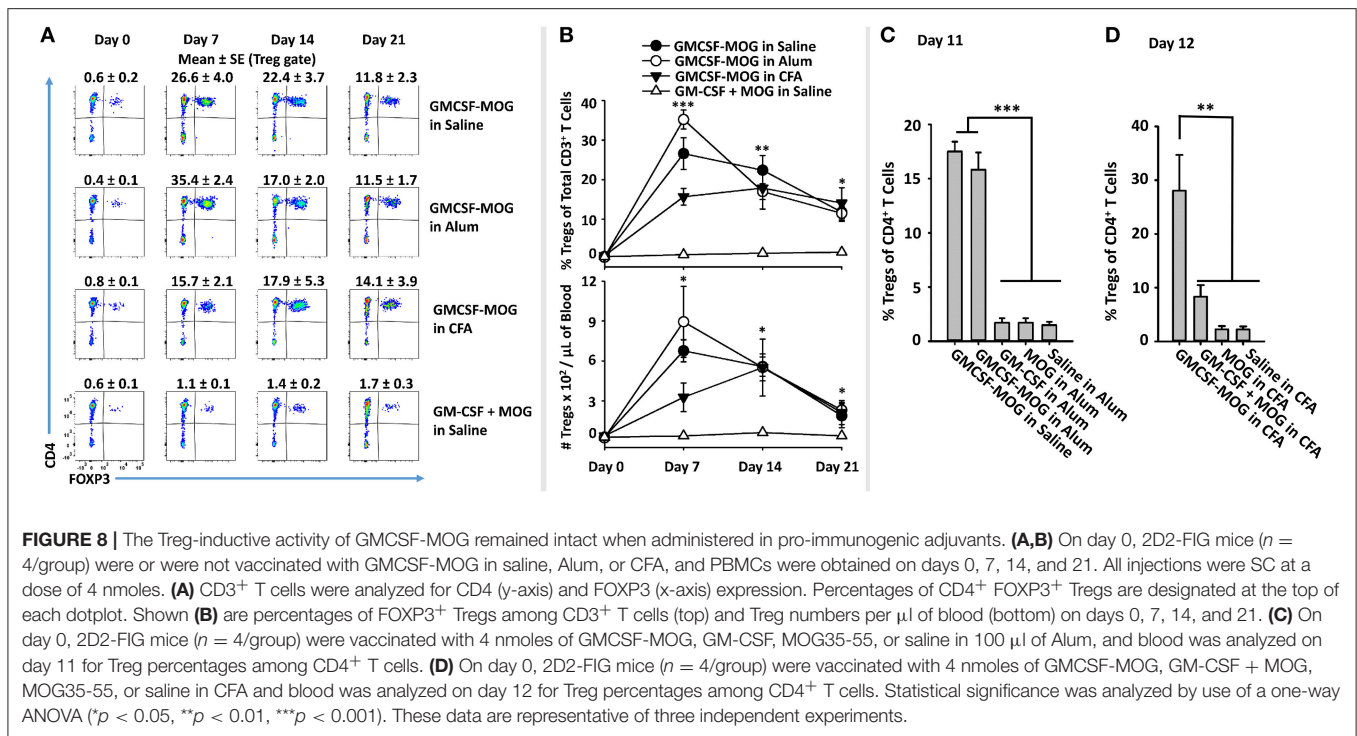 A
Day 0 Day 7 Day 14 Day 21
Mean ± SE (Treg gate)
0.6 ± 0.2 26.6 ± 4.0 22.4 ± 3.7 11.8 ± 2.3
GMCSF-MOG
in Saline
0.4 ± 0.1 35.4 ± 2.4 17.0 ± 2.0 11.5 ± 1.7
GMCSF-MOG
in Alum
0.8 ± 0.1 15.7 ± 2.1 17.9 ± 5.3 14.1 ± 3.9
GMCSF-MOG
in CFA
0.6 ± 0.1 1.1 ± 0.1 1.4 ± 0.2 1.7 ± 0.3
GM-CSF + MOG
in Saline
CD4
FOXP3
B
GMCSF-MOG in Saline
GMCSF-MOG in Alum
GMCSF-MOG in CFA
GM-CSF + MOG in Saline
% Tregs of Total CD3⁺ T Cells
40
30
20
10
0
***
**
*
# Tregs x 10² / µL of Blood
12
9
6
3
0
*
*
*
Day 0 Day 7 Day 14 Day 21
C
Day 11
***
% Tregs of CD4⁺ T Cells
20
15
10
5
0
GMCSF-MOG in Saline
GMCSF-MOG in Alum
GM-CSF in Alum
MOG in Alum
Saline in Alum
D
Day 12
**
% Tregs of CD4⁺ T Cells
40
30
20
10
0
GMCSF-MOG in CFA
GM-CSF + MOG in CFA
MOG in CFA
Saline in CFA
FIGURE 8 | The Treg-inductive activity of GMCSF-MOG remained intact when administered in pro-immunogenic adjuvants. (A,B) On day 0, 2D2-FIG mice (n =
4/group) were or were not vaccinated with GMCSF-MOG in saline, Alum, or CFA, and PBMCs were obtained on days 0, 7, 14, and 21. All injections were SC at a
dose of 4 nmoles. (A) CD3⁺ T cells were analyzed for CD4 (y-axis) and FOXP3 (x-axis) expression. Percentages of CD4⁺ FOXP3⁺ Tregs are designated at the top of
each dotplot. Shown (B) are percentages of FOXP3⁺ Tregs among CD3⁺ T cells (top) and Treg numbers per µl of blood (bottom) on days 0, 7, 14, and 21. (C) On
day 0, 2D2-FIG mice (n = 4/group) were vaccinated with 4 nmoles of GMCSF-MOG, GM-CSF, MOG35-55, or saline in 100 µl of Alum, and blood was analyzed on
day 11 for Treg percentages among CD4⁺ T cells. (D) On day 0, 2D2-FIG mice (n = 4/group) were vaccinated with 4 nmoles of GMCSF-MOG, GM-CSF + MOG,
MOG35-55, or saline in CFA and blood was analyzed on day 12 for Treg percentages among CD4⁺ T cells. Statistical significance was analyzed by use of a one-way
ANOVA (*p < 0.05, **p < 0.01, ***p < 0.001). These data are representative of three independent experiments.